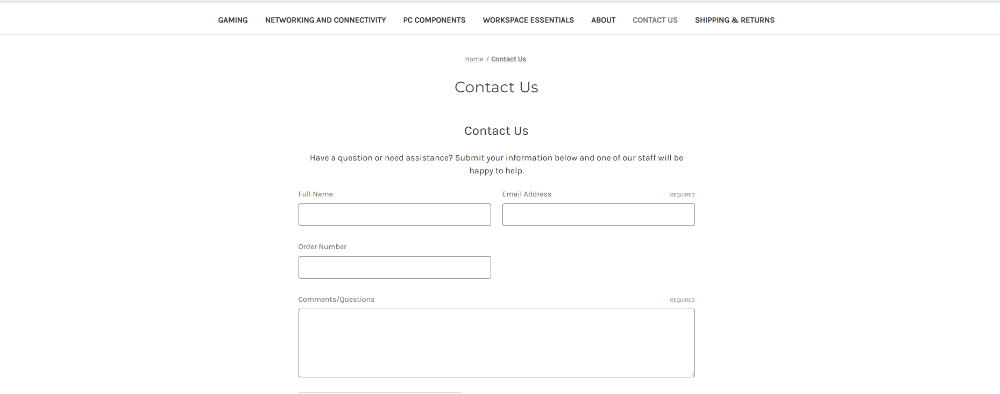 GAMING NETWORKING AND CONNECTIVITY PC COMPONENTS WORKSPACE ESSENTIALS ABOUT CONTACT US SHIPPING & RETURNS
Home / Contact Us
Contact Us
Contact Us
Have a question or need assistance? Submit your information below and one of our staff will be
happy to help.
Full Name
Email Address REQUIRED
Order Number
Comments/Questions REQUIRED